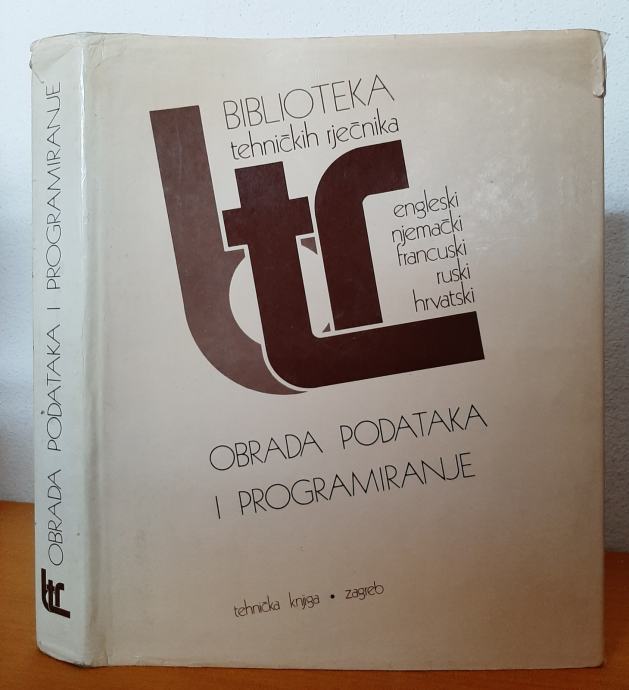 BIBLIOTEKA
tehničkih rječnika
ltr
engleski
njemački
francuski
ruski
hrvatski
OBRADA PODATAKA
I PROGRAMIRANJE
tehnička knjiga • zagreb
OBRADA PODATAKA I PROGRAMIRANJE
ltr